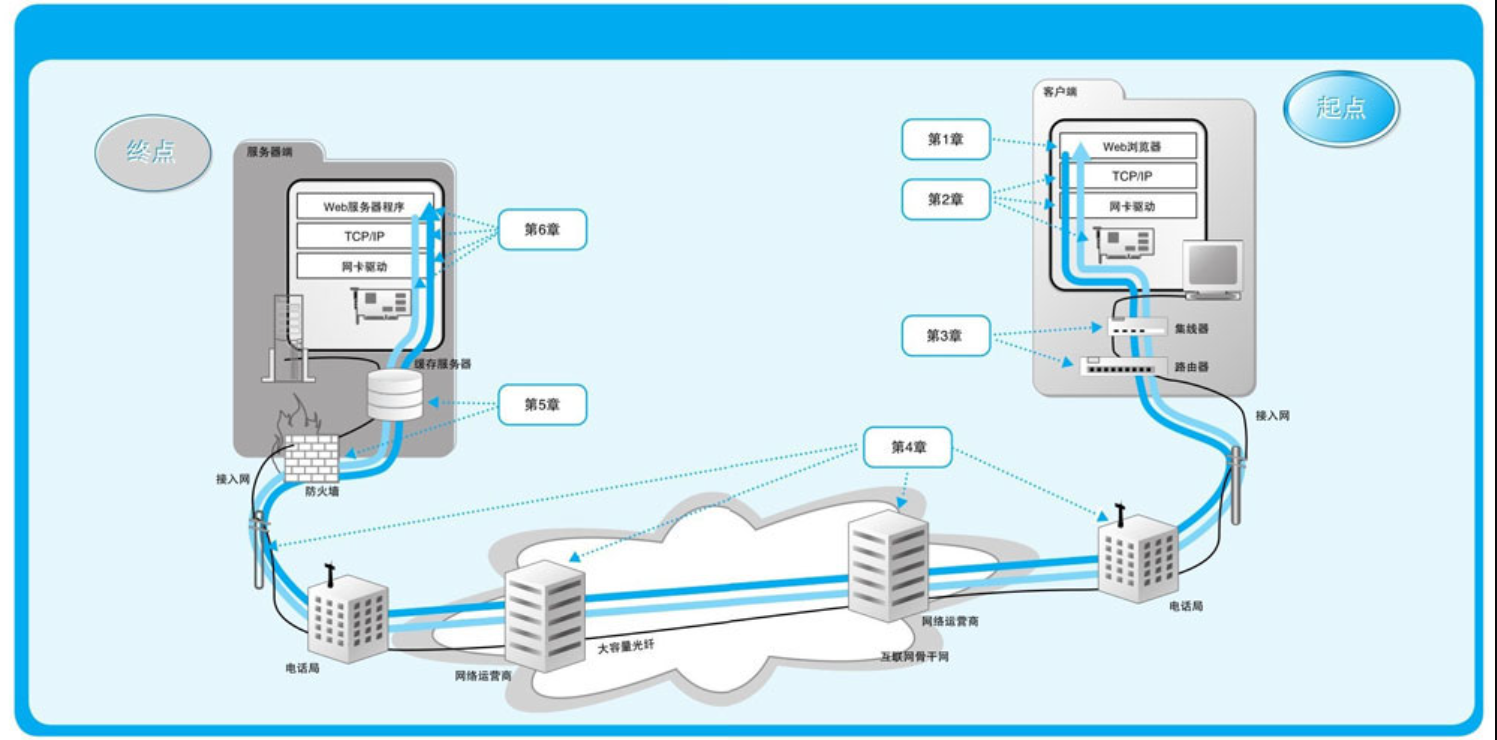 客户端
起点
终点
服务器端
第1章
Web浏览器
TCP/IP
第2章
网卡驱动
Web服务器程序
TCP/IP
网卡驱动
第6章
第3章
集线器
路由器
缓存服务器
第5章
接入网
第4章
接入网
防火墙
电话局
网络运营商
大容量光纤
互联网骨干网
电话局
网络运营商